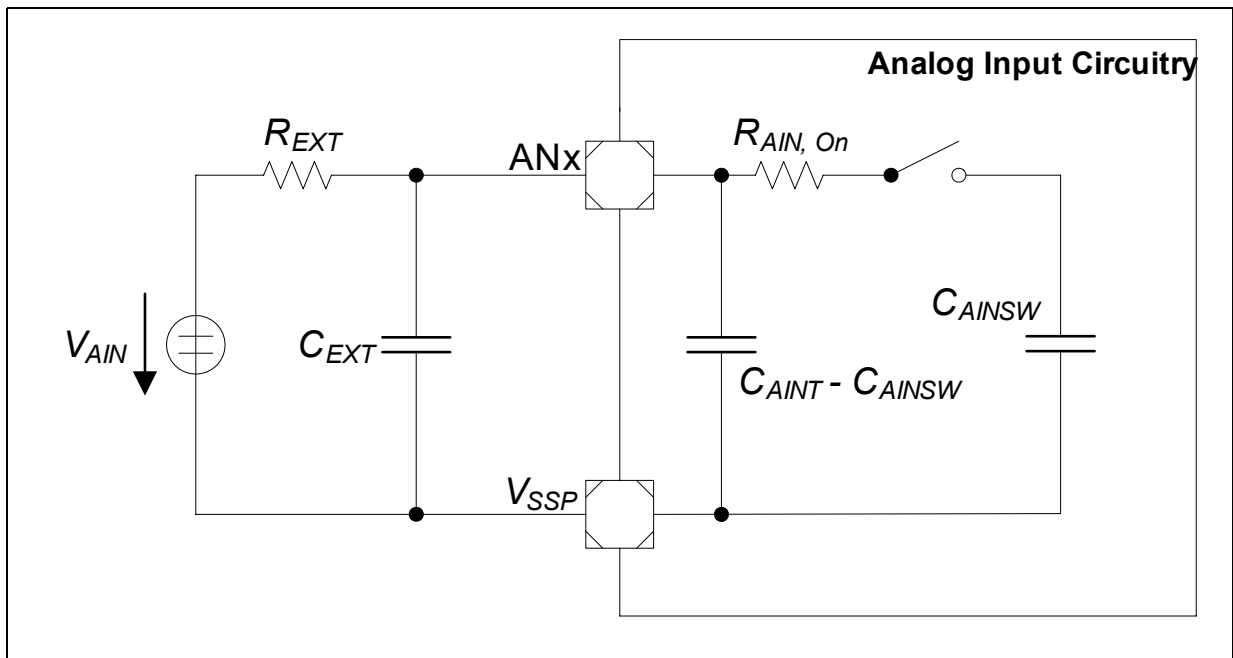 Analog Input Circuitry
R_EXT
ANx
R_AIN, On
V_AIN
C_EXT
C_AINT - C_AINSW
C_AINSW
V_SSP